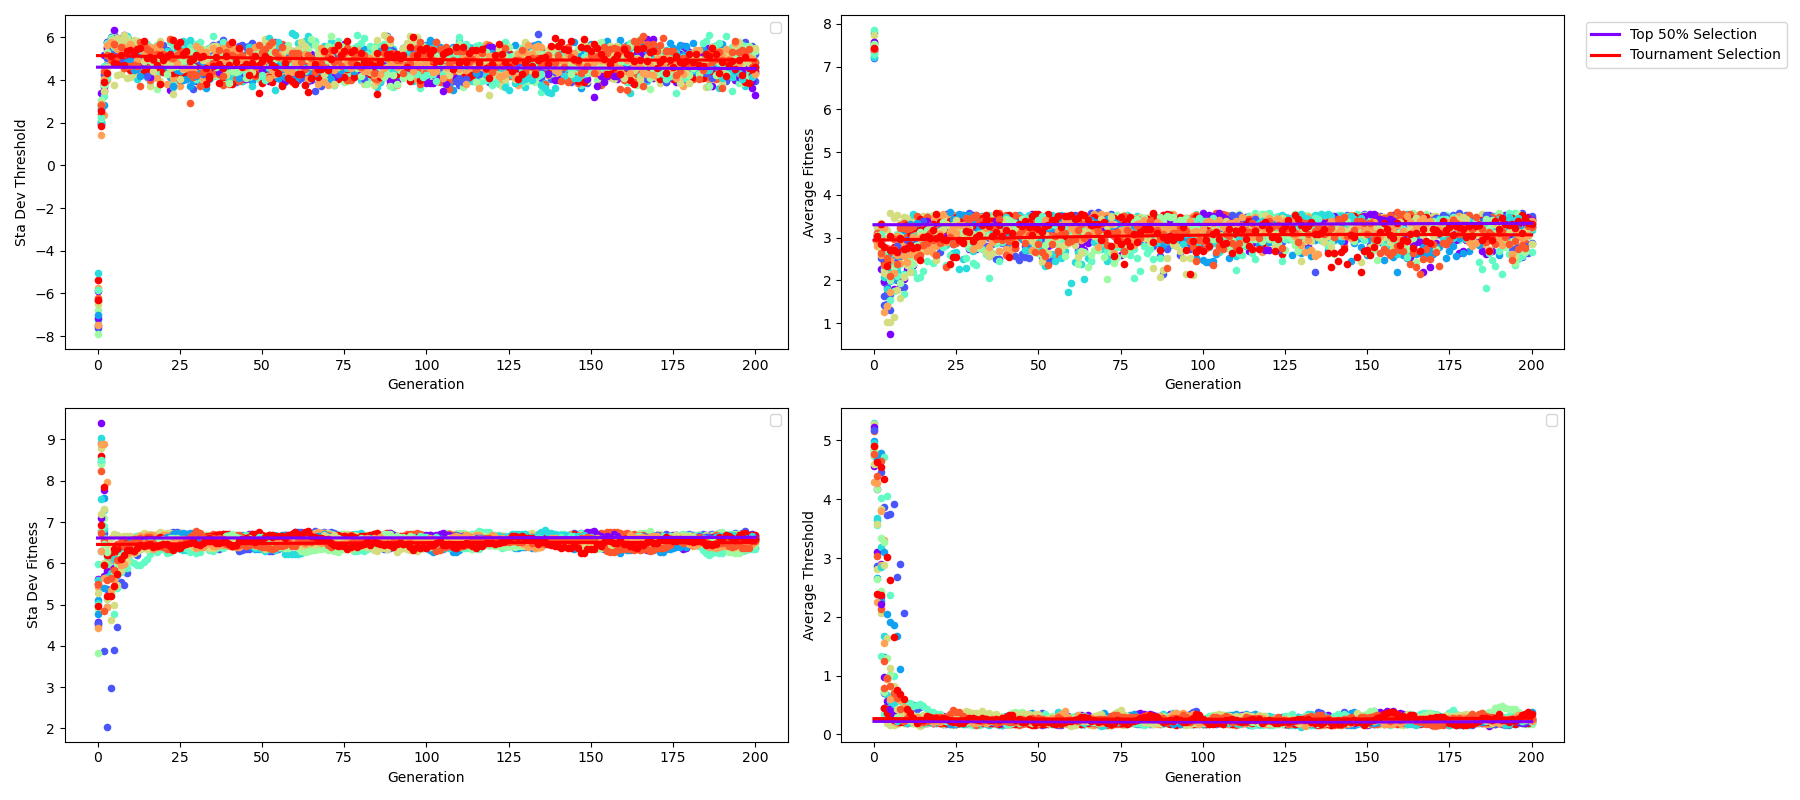 6
4
2
0
−2
−4
−6
−8
Sta Dev Threshold
0 25 50 75 100 125 150 175 200
Generation
8
7
6
5
4
3
2
1
Average Fitness
0 25 50 75 100 125 150 175 200
Generation
Top 50% Selection
Tournament Selection
9
8
7
6
5
4
3
2
Sta Dev Fitness
0 25 50 75 100 125 150 175 200
Generation
5
4
3
2
1
0
Average Threshold
0 25 50 75 100 125 150 175 200
Generation